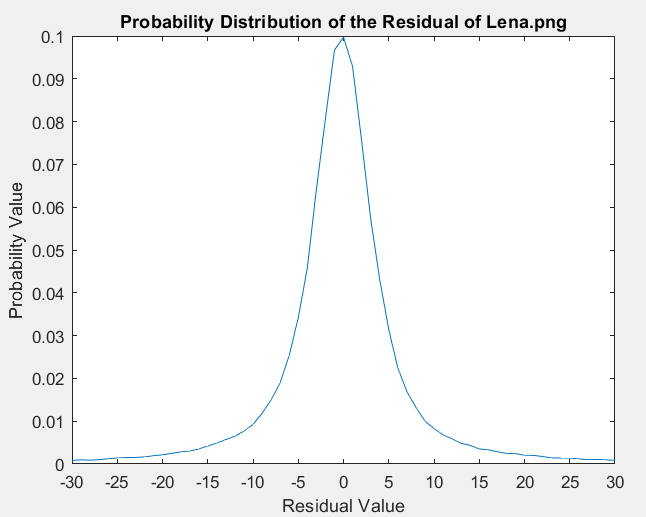 Probability Distribution of the Residual of Lena.png
0.1
0.09
0.08
0.07
0.06
0.05
0.04
0.03
0.02
0.01
0
Probability Value
-30 -25 -20 -15 -10 -5 0 5 10 15 20 25 30
Residual Value